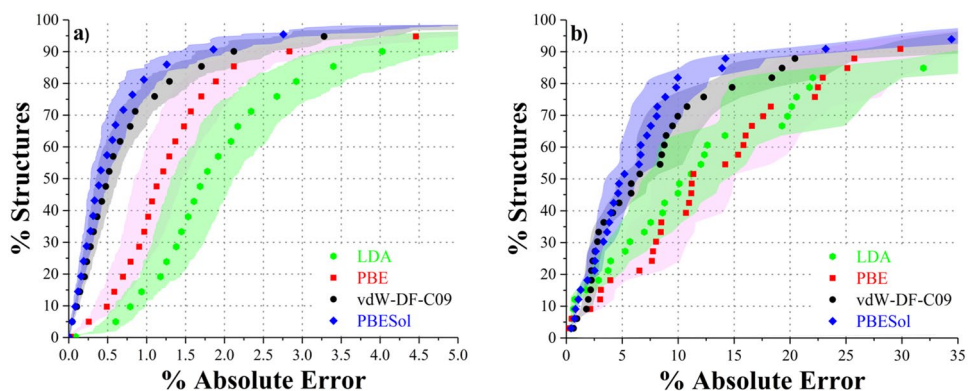 a)
% Structures
100
90
80
70
60
50
40
30
20
10
0
LDA
PBE
vdW-DF-C09
PBESol
0.0 0.5 1.0 1.5 2.0 2.5 3.0 3.5 4.0 4.5 5.0
% Absolute Error
b)
% Structures
100
90
80
70
60
50
40
30
20
10
0
LDA
PBE
vdW-DF-C09
PBESol
0 5 10 15 20 25 30 35
% Absolute Error